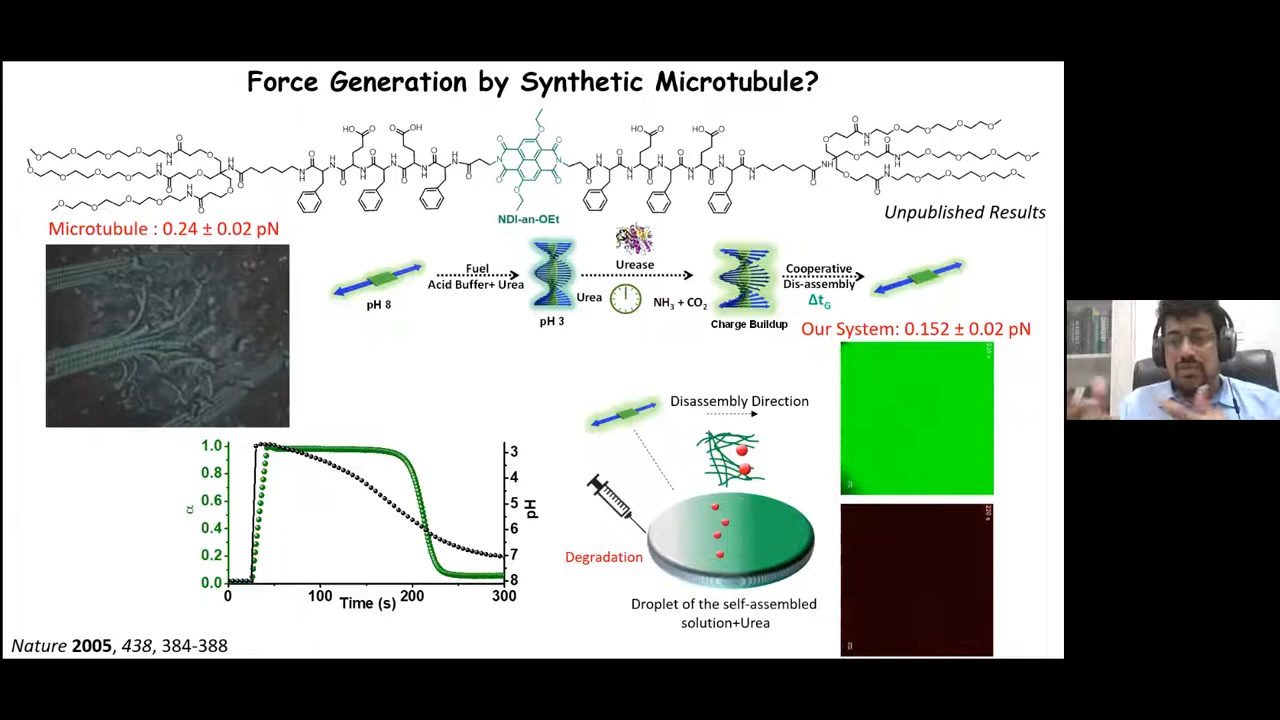 Force Generation by Synthetic Microtubule?
NDI-an-OEt
Unpublished Results
Microtubule : 0.24 ± 0.02 pN
pH 8
Fuel
Acid Buffer+ Urea
pH 3
Urease
Urea
NH3 + CO2
Charge Buildup
Cooperative
Dis-assembly
ΔtG
Our System: 0.152 ± 0.02 pN
α
1.0
0.8
0.6
0.4
0.2
0.0
0
100
200
300
Time (s)
3
4
5
6
7
8
pH
Disassembly Direction
Degradation
Droplet of the self-assembled
solution+Urea
220 s
Nature 2005, 438, 384-388